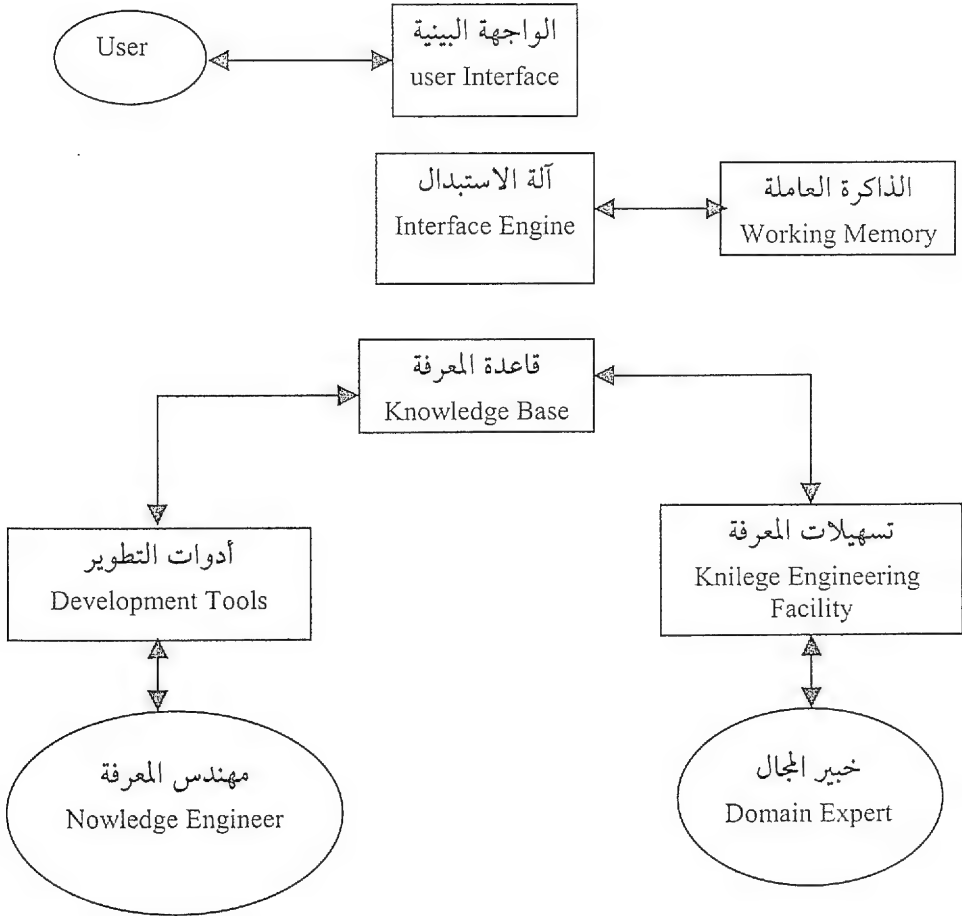 User
الواجهة البينية
user Interface
آلة الاستبدال
Interface Engine
الذاكرة العاملة
Working Memory
قاعدة المعرفة
Knowledge Base
أدوات التطوير
Development Tools
تسهيلات المعرفة
Knilege Engineering
Facility
مهندس المعرفة
Nowledge Engineer
خبير المجال
Domain Expert